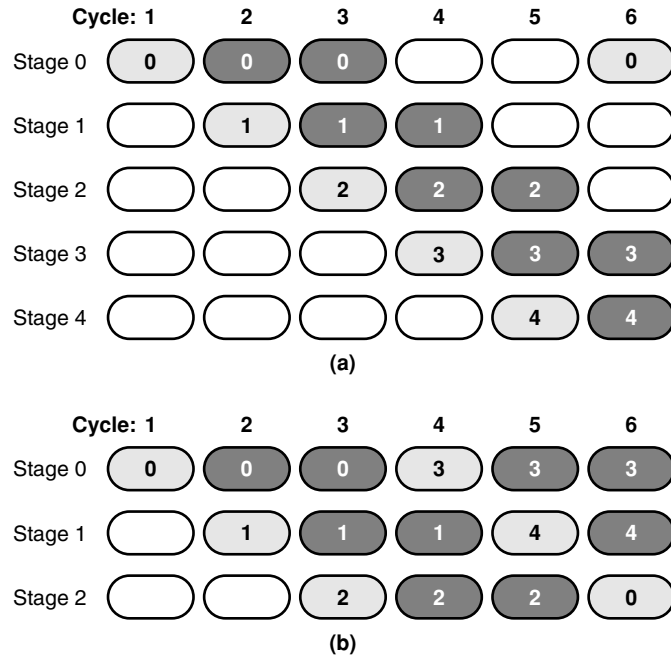 Cycle: 1 2 3 4 5 6
Stage 0 0 0 0 0
Stage 1 1 1 1
Stage 2 2 2 2
Stage 3 3 3 3
Stage 4 4 4
(a)
Cycle: 1 2 3 4 5 6
Stage 0 0 0 0 3 3 3
Stage 1 1 1 1 4 4
Stage 2 2 2 2 0
(b)